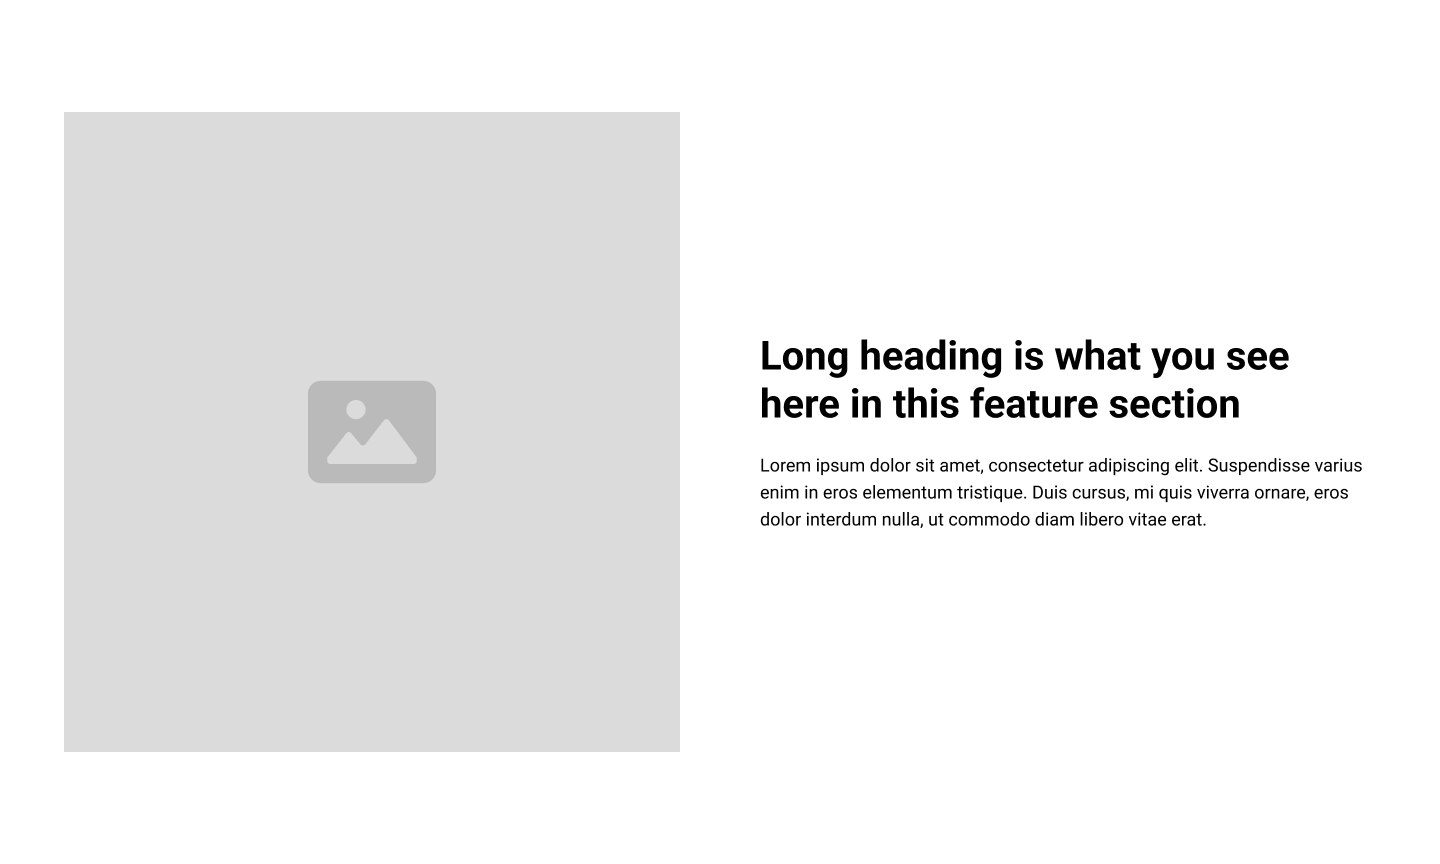 Long heading is what you see
here in this feature section
Lorem ipsum dolor sit amet, consectetur adipiscing elit. Suspendisse varius
enim in eros elementum tristique. Duis cursus, mi quis viverra ornare, eros
dolor interdum nulla, ut commodo diam libero vitae erat.